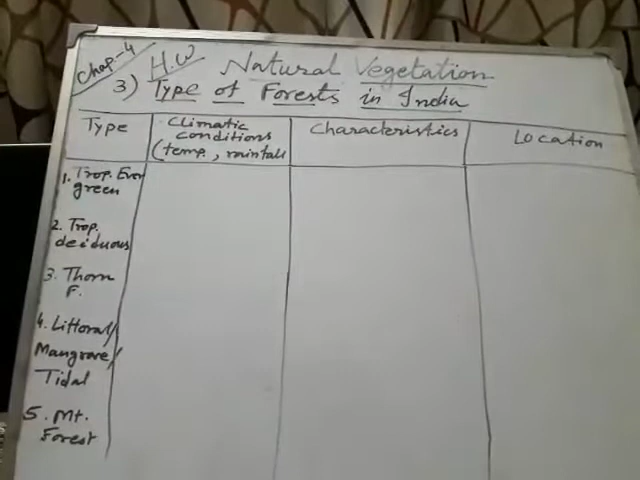 Chap-4
H.W
Natural Vegetation
3) Type of Forests in India
Type
Climatic
conditions
(temp., rainfall
Characteristics
Location
1. Trop. Ever
green
2. Trop.
deciduous
3. Thorn
F.
4. Littoral/
Mangrove/
Tidal
5. Mt.
Forest